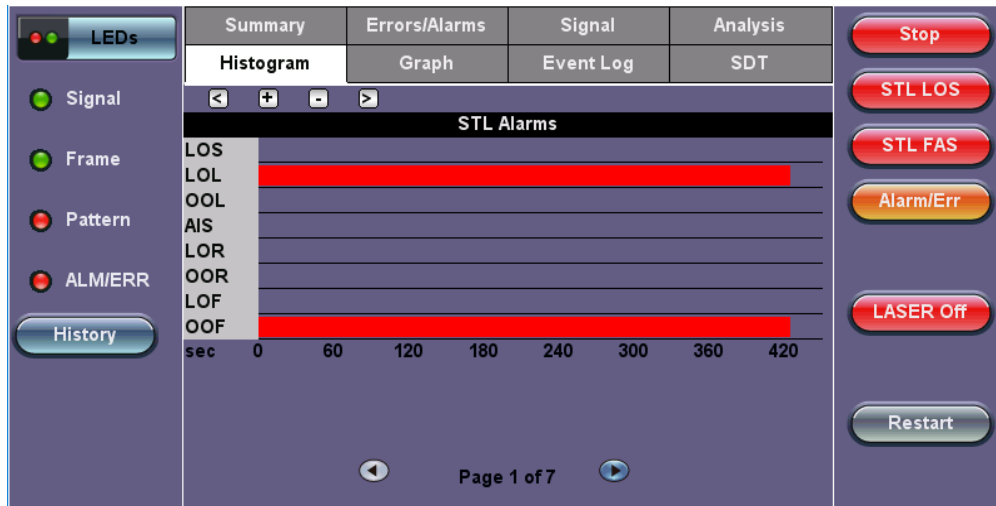 LEDs
Summary
Errors/Alarms
Signal
Analysis
Histogram
Graph
Event Log
SDT
Signal
Frame
Pattern
ALM/ERR
History
< + - >
STL Alarms
LOS
LOL
OOL
AIS
LOR
OOR
LOF
OOF
sec 0 60 120 180 240 300 360 420
Page 1 of 7
Stop
STL LOS
STL FAS
Alarm/Err
LASER Off
Restart